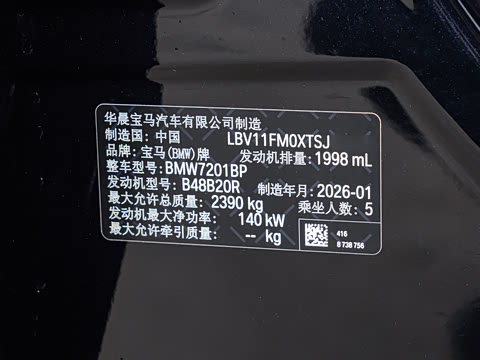 华晨宝马汽车有限公司制造
制造国：中国 LBV11FM0XTSJ
品牌：宝马(BMW)牌 发动机排量：1998 mL
整车型号：BMW7201BP
发动机型号：B48B20R 制造年月：2026-01
最大允许总质量：2390 kg 乘坐人数：5
发动机最大净功率：140 kW
最大允许牵引质量：-- kg
416
8 738 756